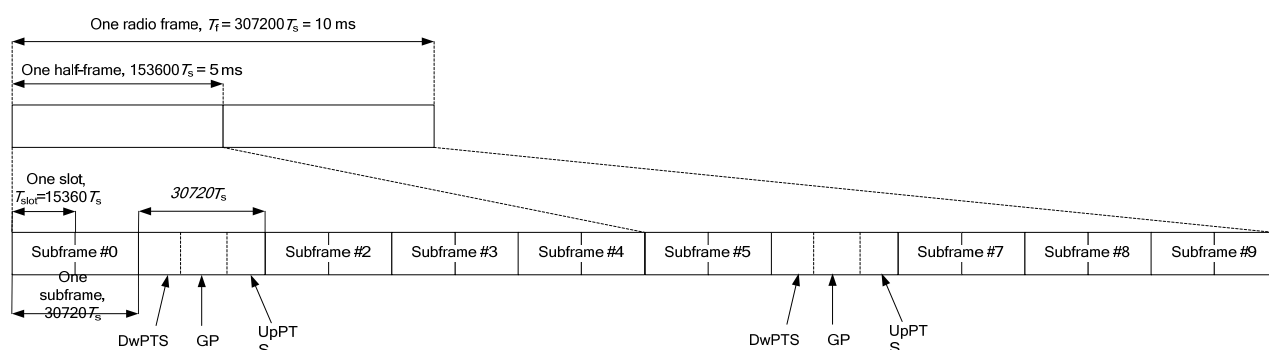 One radio frame, Tf = 307200Ts = 10 ms
One half-frame, 153600Ts = 5 ms
One slot,
Tslot=15360Ts
30720Ts
Subframe #0
Subframe #2
Subframe #3
Subframe #4
Subframe #5
Subframe #7
Subframe #8
Subframe #9
One
subframe,
30720Ts
DwPTS
GP
UpPT
S
DwPTS
GP
UpPT
S